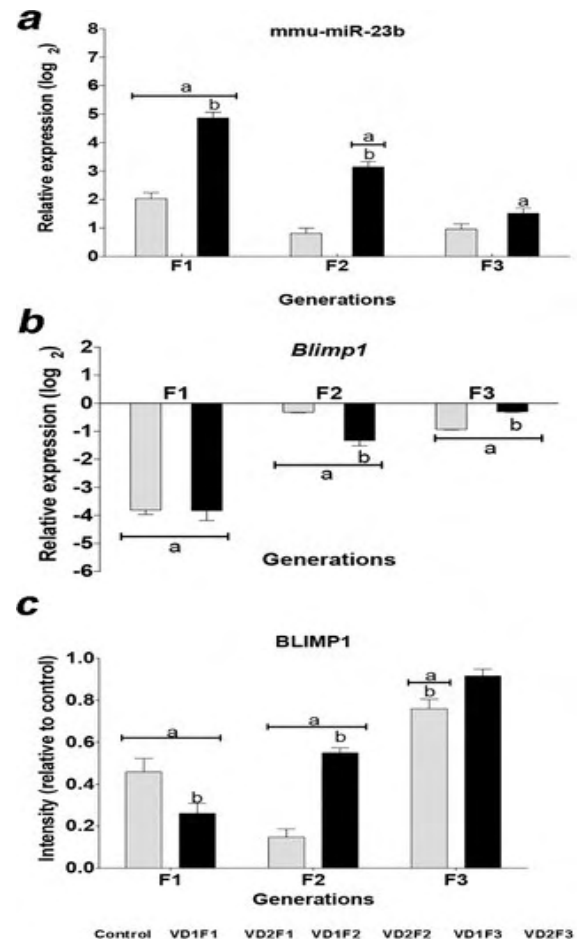 a
mmu-miR-23b
Relative expression (log 2)
8
7
6
5
4
3
2
1
0
a
b
a
b
a
F1 F2 F3
Generations
b
Blimp1
Relative expression (log 2)
2
1
0
-1
-2
-3
-4
-5
-6
F1 F2 F3
b
b
a
a
a
Generations
c
BLIMP1
Intensity (relative to control)
1.0
0.8
0.6
0.4
0.2
0.0
a
b
a
b
a
b
F1 F2 F3
Generations
Control VD1F1 VD2F1 VD1F2 VD2F2 VD1F3 VD2F3